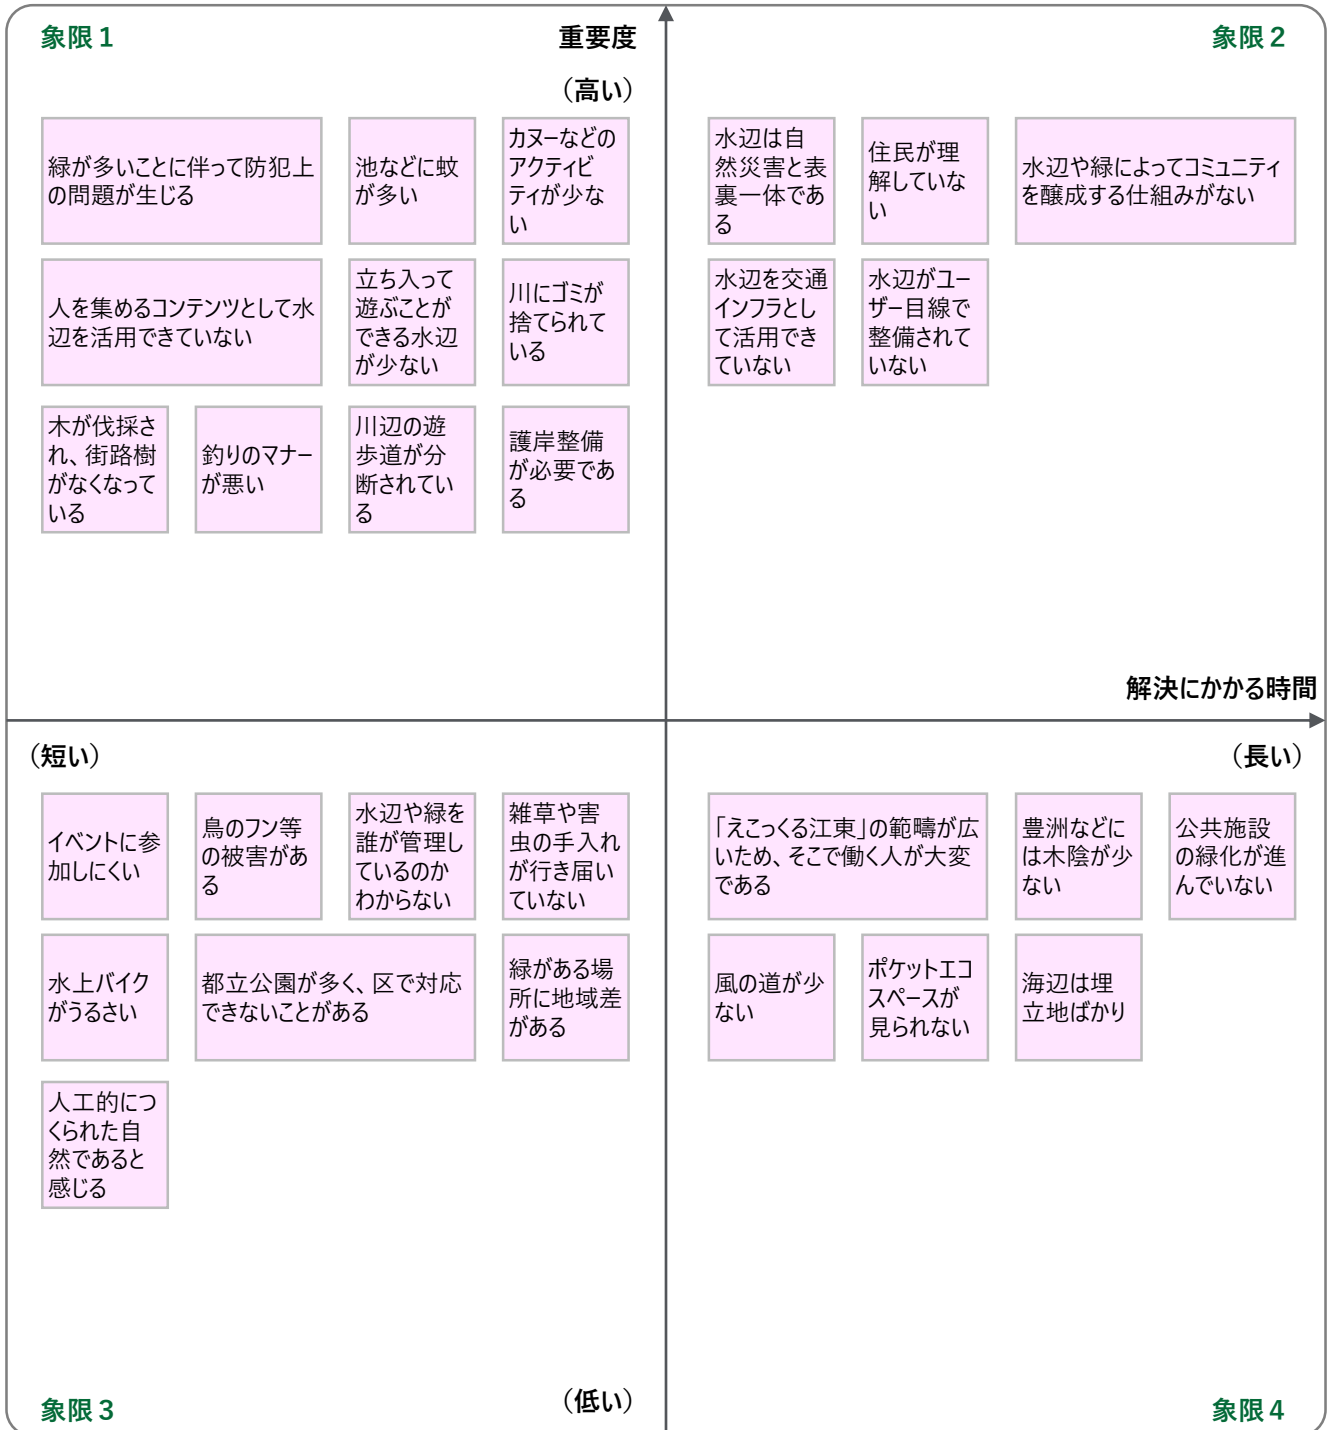 象限１
重要度
象限２
（高い）
緑が多いことに伴って防犯上
の問題が生じる
池などに蚊
が多い
カヌーなどの
アクティビ
ティが少な
い
水辺は自
然災害と表
裏一体であ
る
住民が理
解していな
い
水辺や緑によってコミュニティ
を醸成する仕組みがない
人を集めるコンテンツとして水
辺を活用できていない
立ち入って
遊ぶことが
できる水辺
が少ない
川にゴミが
捨てられて
いる
水辺を交通
インフラとし
て活用でき
ていない
水辺がユー
ザー目線で
整備されて
いない
木が伐採さ
れ、街路樹
がなくなって
いる
釣りのマナー
が悪い
川辺の遊
歩道が分
断されてい
る
護岸整備
が必要であ
る
解決にかかる時間
（短い）
（長い）
イベントに参
加しにくい
鳥のフン等
の被害があ
る
水辺や緑を
誰が管理し
ているのか
わからない
雑草や害
虫の手入れ
が行き届い
ていない
「えこっくる江東」の範疇が広
いため、そこで働く人が大変
である
豊洲などに
は木陰が少
ない
公共施設
の緑化が進
んでいない
水上バイク
がうるさい
都立公園が多く、区で対応
できないことがある
緑がある場
所に地域差
がある
風の道が少
ない
ポケットエコ
スペースが
見られない
海辺は埋
立地ばかり
人工的につ
くられた自
然であると
感じる
象限３
（低い）
象限４